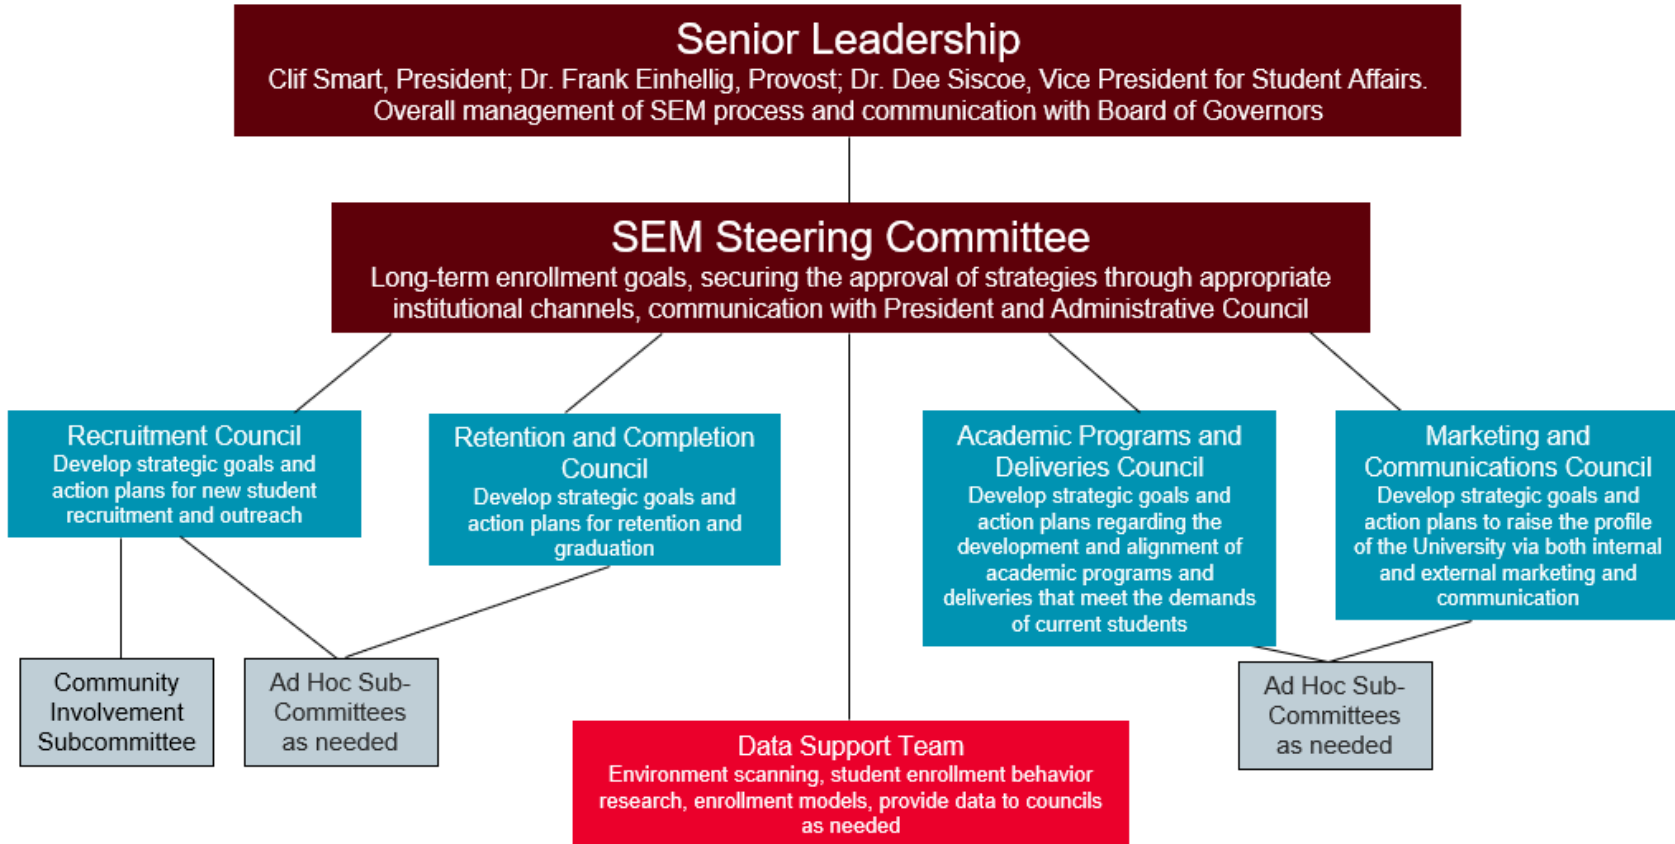 Senior Leadership
Clif Smart, President; Dr. Frank Einhellig, Provost; Dr. Dee Siscoe, Vice President for Student Affairs.
Overall management of SEM process and communication with Board of Governors
SEM Steering Committee
Long-term enrollment goals, securing the approval of strategies through appropriate
institutional channels, communication with President and Administrative Council
Recruitment Council
Develop strategic goals and
action plans for new student
recruitment and outreach
Retention and Completion
Council
Develop strategic goals and
action plans for retention and
graduation
Academic Programs and
Deliveries Council
Develop strategic goals and
action plans regarding the
development and alignment of
academic programs and
deliveries that meet the demands
of current students
Marketing and
Communications Council
Develop strategic goals and
action plans to raise the profile
of the University via both internal
and external marketing and
communication
Community
Involvement
Subcommittee
Ad Hoc Sub-
Committees
as needed
Ad Hoc Sub-
Committees
as needed
Data Support Team
Environment scanning, student enrollment behavior
research, enrollment models, provide data to councils
as needed